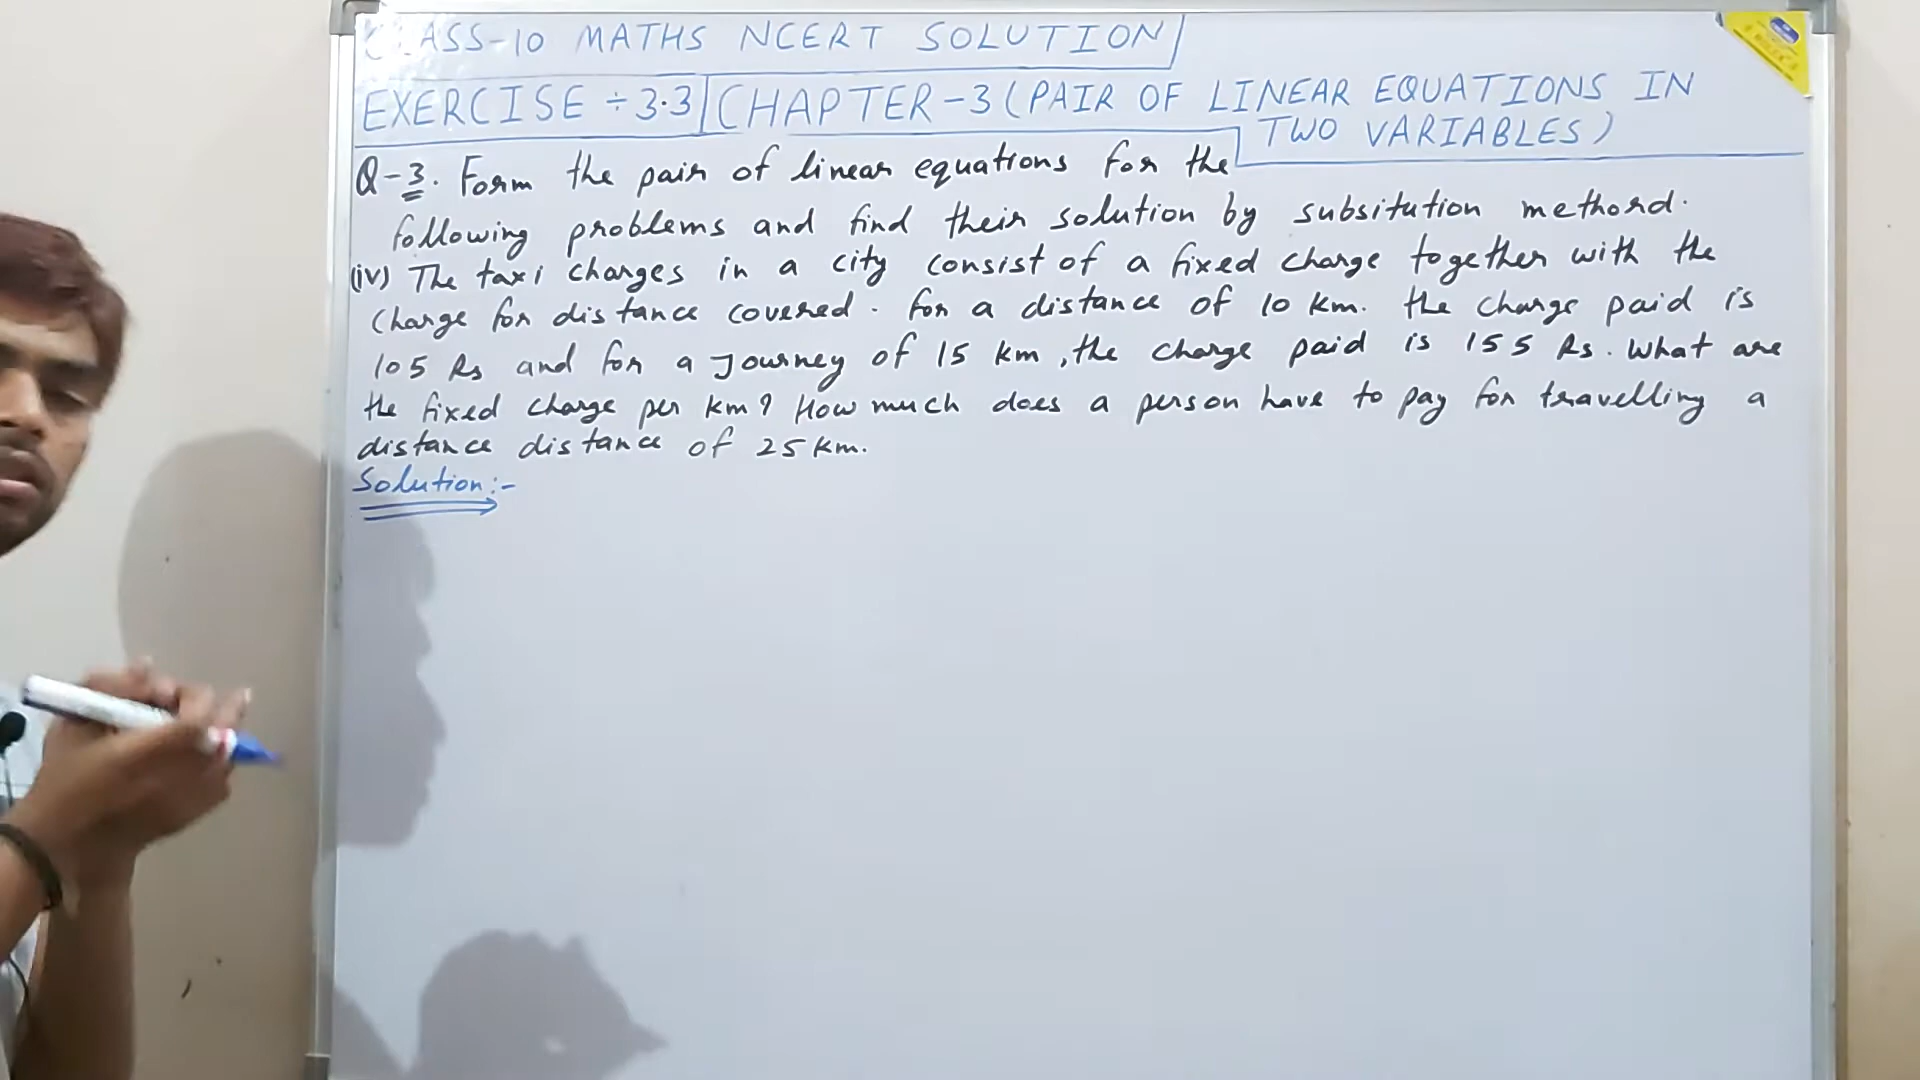 CLASS-10 MATHS NCERT SOLUTION
EXERCISE ÷ 3.3 CHAPTER-3 (PAIR OF LINEAR EQUATIONS IN
TWO VARIABLES)
Q-3. Form the pair of linear equations for the
following problems and find their solution by subsitution methord.
(iv) The taxi charges in a city consist of a fixed charge together with the
charge for distance covered. for a distance of 10 km. the charge paid is
105 Rs and for a Journey of 15 km, the charge paid is 155 Rs. What are
the fixed charge per km? How much does a person have to pay for travelling a
distance distance of 25 km.
Solution:-